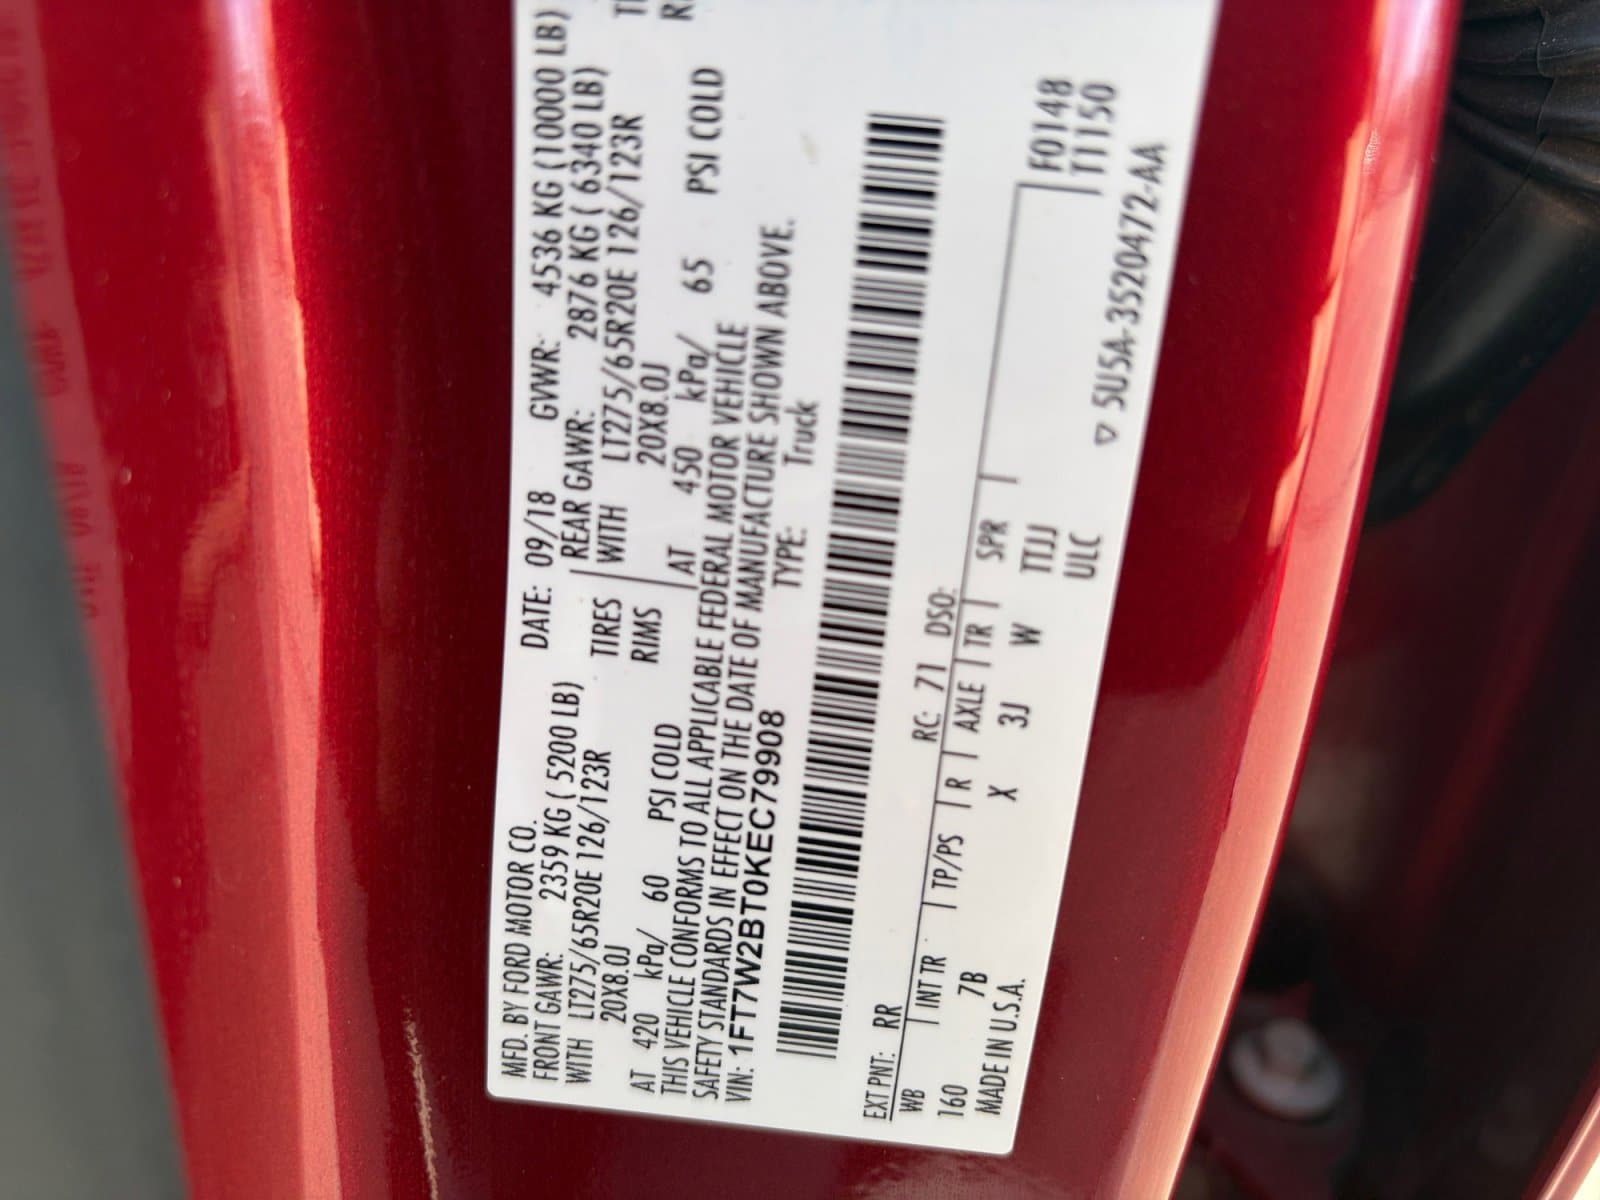 MFD. BY FORD MOTOR CO.
DATE: 09/18 GVWR: 4536 KG (10000 LB)
FRONT GAWR: 2359 KG ( 5200 LB) REAR GAWR: 2876 KG ( 6340 LB)
WITH LT275/65R20E 126/123R TIRES WITH LT275/65R20E 126/123R
20X8.0J RIMS 20X8.0J
AT 420 kPa/ 60 PSI COLD AT 450 kPa/ 65 PSI COLD
THIS VEHICLE CONFORMS TO ALL APPLICABLE FEDERAL MOTOR VEHICLE
SAFETY STANDARDS IN EFFECT ON THE DATE OF MANUFACTURE SHOWN ABOVE.
VIN: 1FT7W2BT0KEC79908 TYPE: Truck
EXT PNT: RR RC: 71 DSO: F0148
WB INT TR TP/PS R AXLE TR SPR T1150
160 7B X 3J W TTJJ
MADE IN U.S.A. ULC
▽ 5U5A-3520472-AA